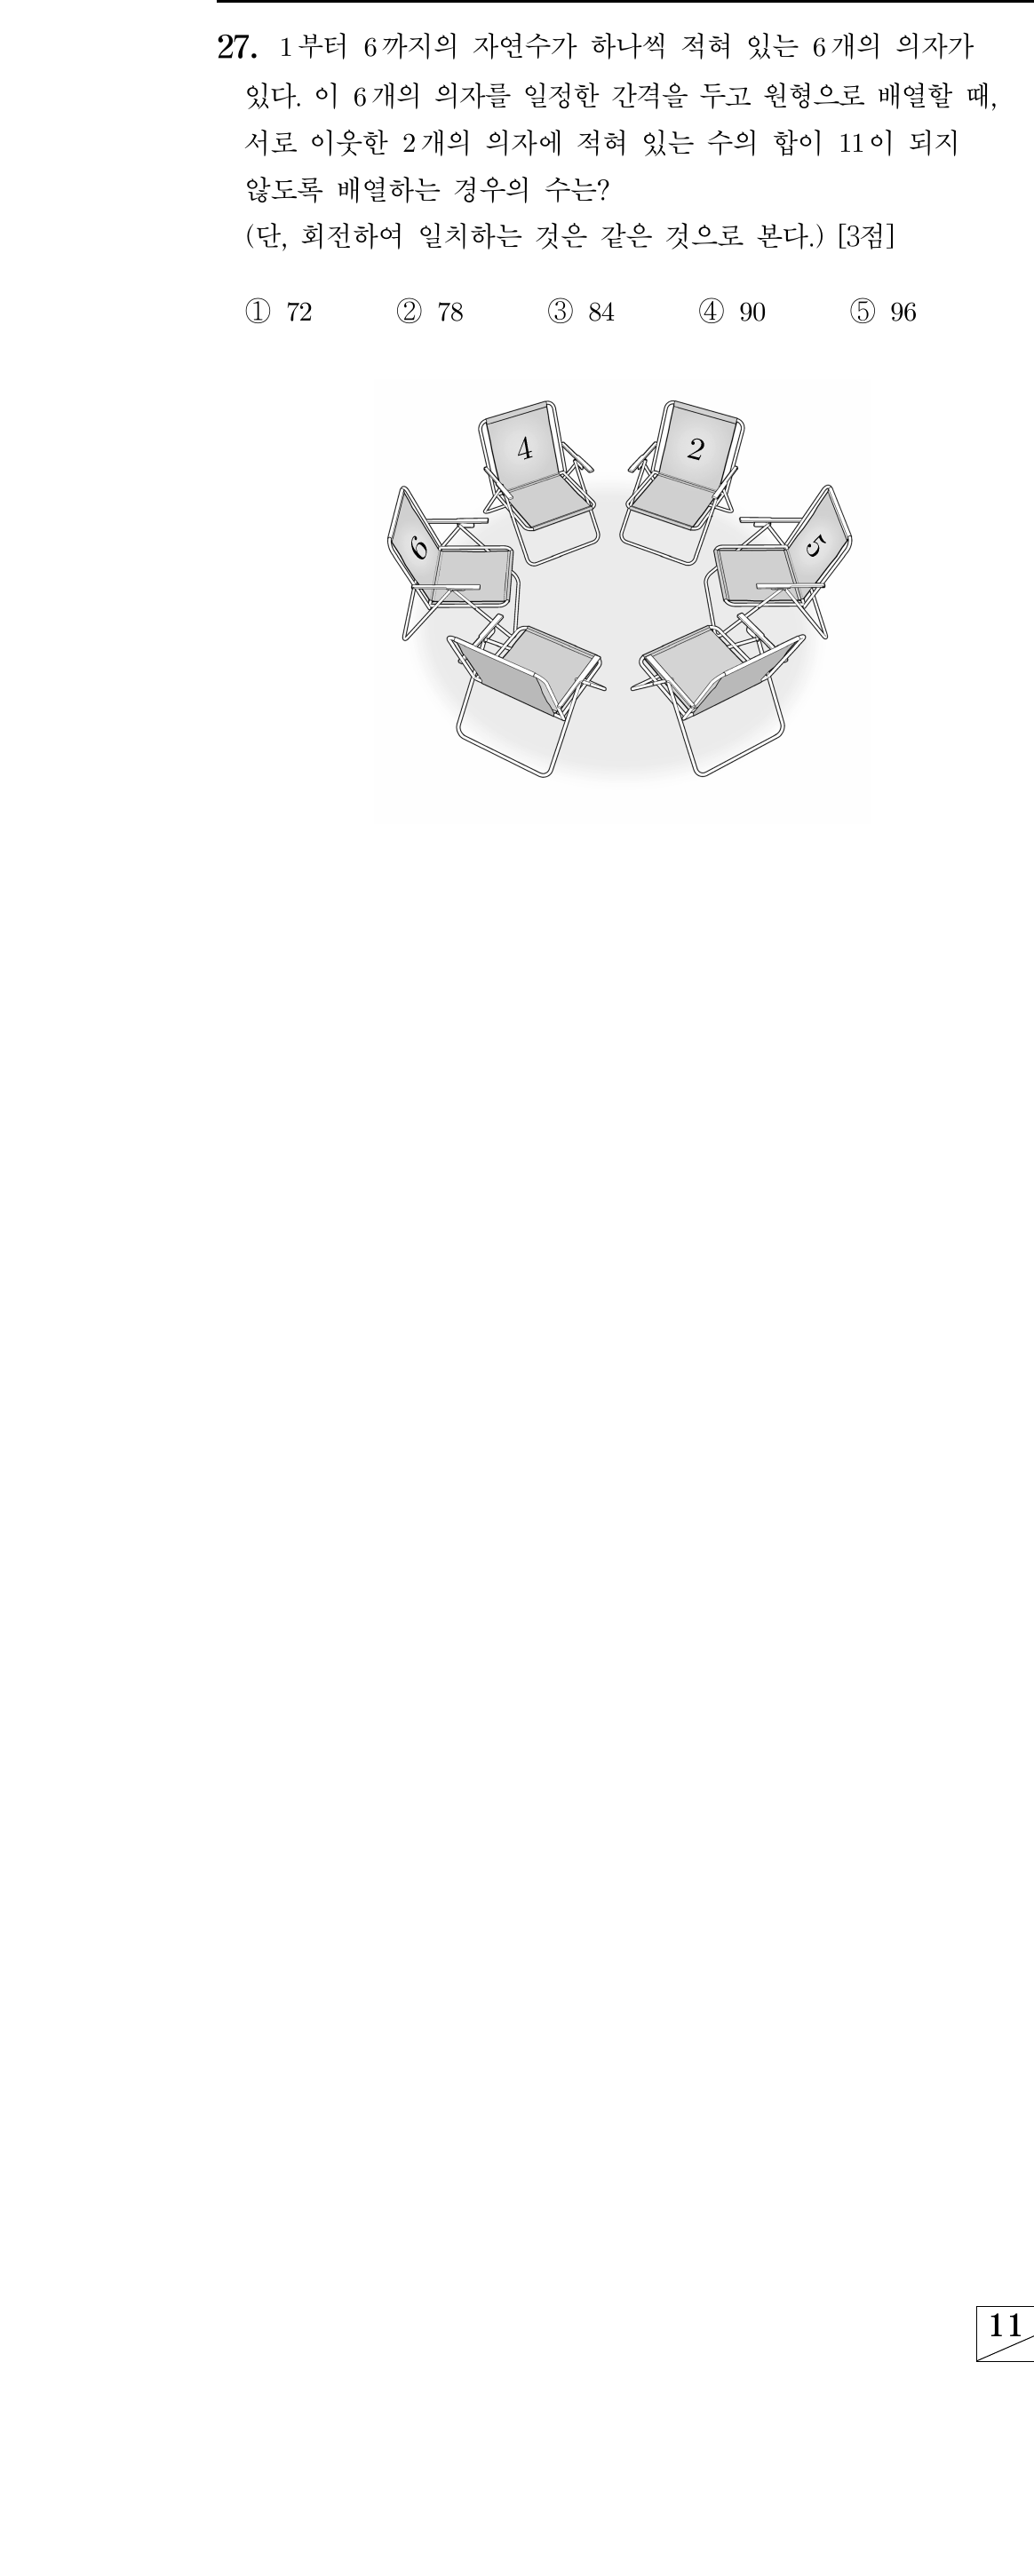 27. 1부터 6까지의 자연수가 하나씩 적혀 있는 6개의 의자가
있다. 이 6개의 의자를 일정한 간격을 두고 원형으로 배열할 때,
서로 이웃한 2개의 의자에 적혀 있는 수의 합이 11이 되지
않도록 배열하는 경우의 수는?
(단, 회전하여 일치하는 것은 같은 것으로 본다.) [3점]
① 72 ② 78 ③ 84 ④ 90 ⑤ 96
4 2
6 5
11